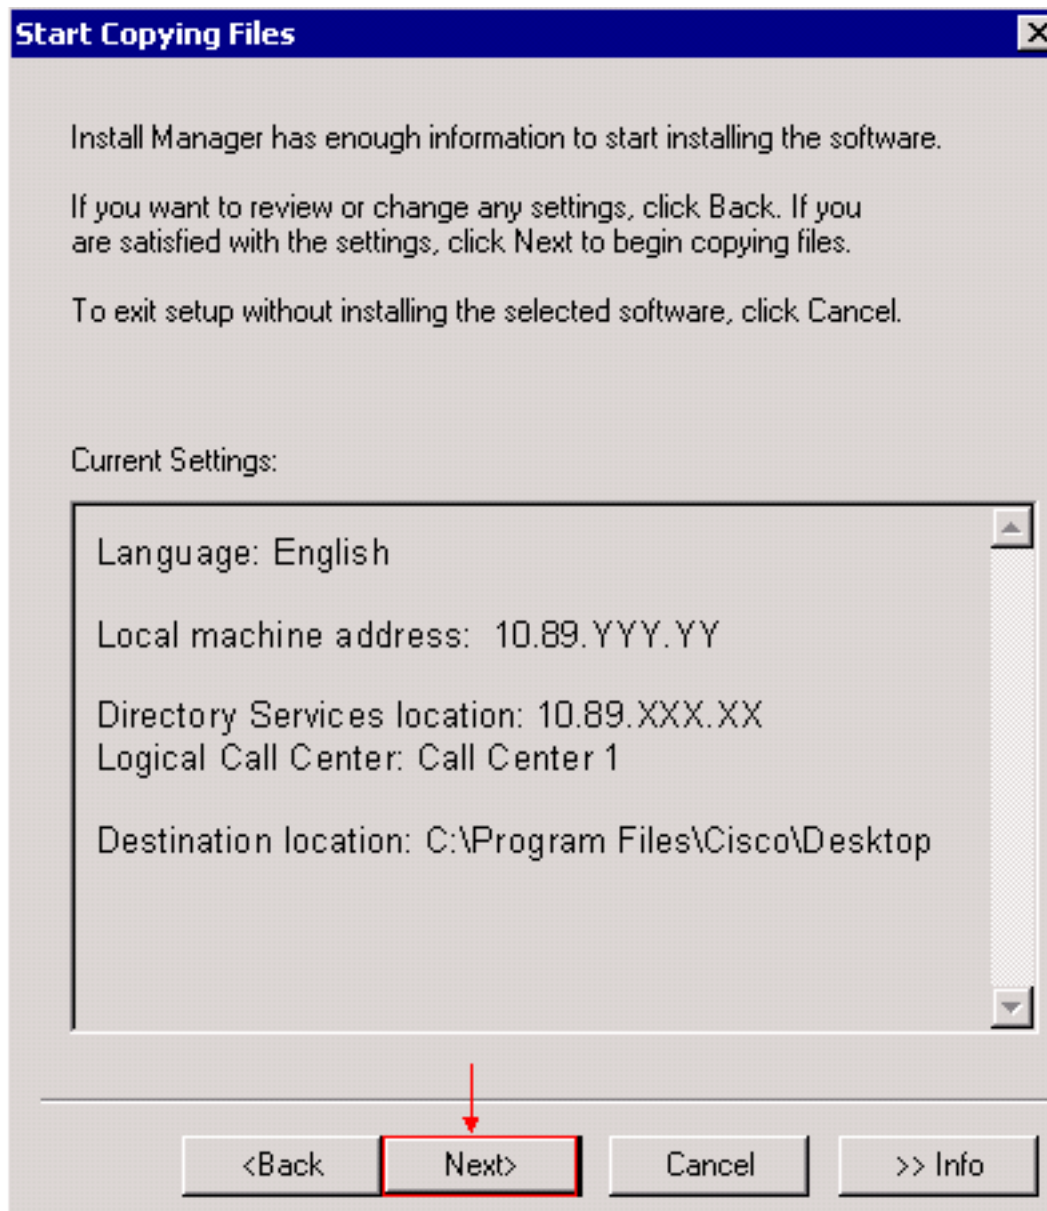 Start Copying Files
Install Manager has enough information to start installing the software.
If you want to review or change any settings, click Back. If you
are satisfied with the settings, click Next to begin copying files.
To exit setup without installing the selected software, click Cancel.
Current Settings:
Language: English
Local machine address:  10.89.YYY.YY
Directory Services location: 10.89.XXX.XX
Logical Call Center: Call Center 1
Destination location: C:\Program Files\Cisco\Desktop
<Back Next> Cancel >> Info